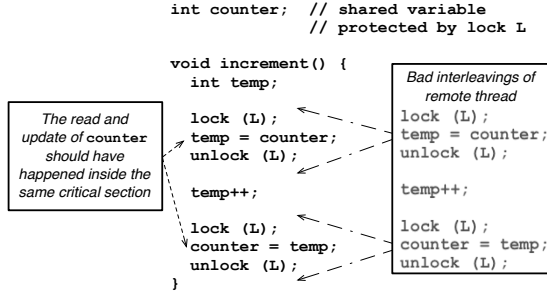 int counter;  // shared variable
// protected by lock L
void increment() {
int temp;
lock (L);
temp = counter;
unlock (L);
temp++;
lock (L);
counter = temp;
unlock (L);
}
The read and
update of counter
should have
happened inside the
same critical section
Bad interleavings of
remote thread
lock (L);
temp = counter;
unlock (L);
temp++;
lock (L);
counter = temp;
unlock (L);